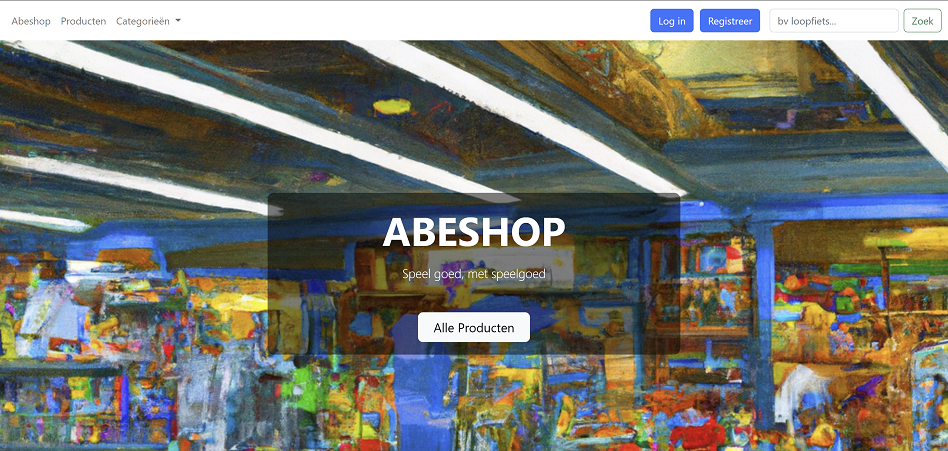 Abeshop Producten Categorieën Log in Registreer bv loopfiets... Zoek
ABESHOP
Speel goed, met speelgoed
Alle Producten